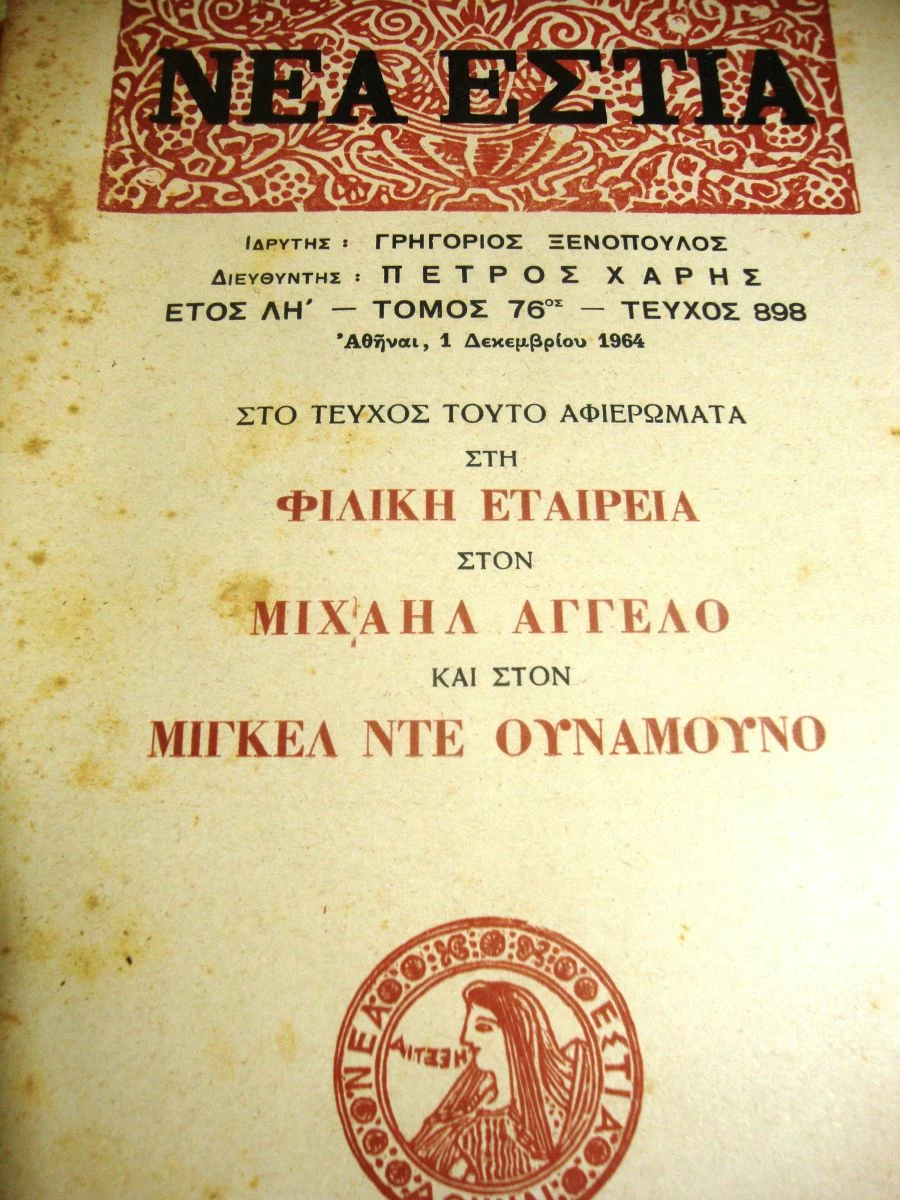 ΝΕΑ ΕΣΤΙΑ
ΙΔΡΥΤΗΣ : ΓΡΗΓΟΡΙΟΣ ΞΕΝΟΠΟΥΛΟΣ
ΔΙΕΥΘΥΝΤΗΣ : ΠΕΤΡΟΣ ΧΑΡΗΣ
ΕΤΟΣ ΛΗ' — ΤΟΜΟΣ 76ΟΣ — ΤΕΥΧΟΣ 898
Ἀθῆναι, 1 Δεκεμβρίου 1964
ΣΤΟ ΤΕΥΧΟΣ ΤΟΥΤΟ ΑΦΙΕΡΩΜΑΤΑ
ΣΤΗ
ΦΙΛΙΚΗ ΕΤΑΙΡΕΙΑ
ΣΤΟΝ
ΜΙΧΑΗΛ ΑΓΓΕΛΟ
ΚΑΙ ΣΤΟΝ
ΜΙΓΚΕΛ ΝΤΕ ΟΥΝΑΜΟΥΝΟ
ΝΕΑ ΕΣΤΙΑ